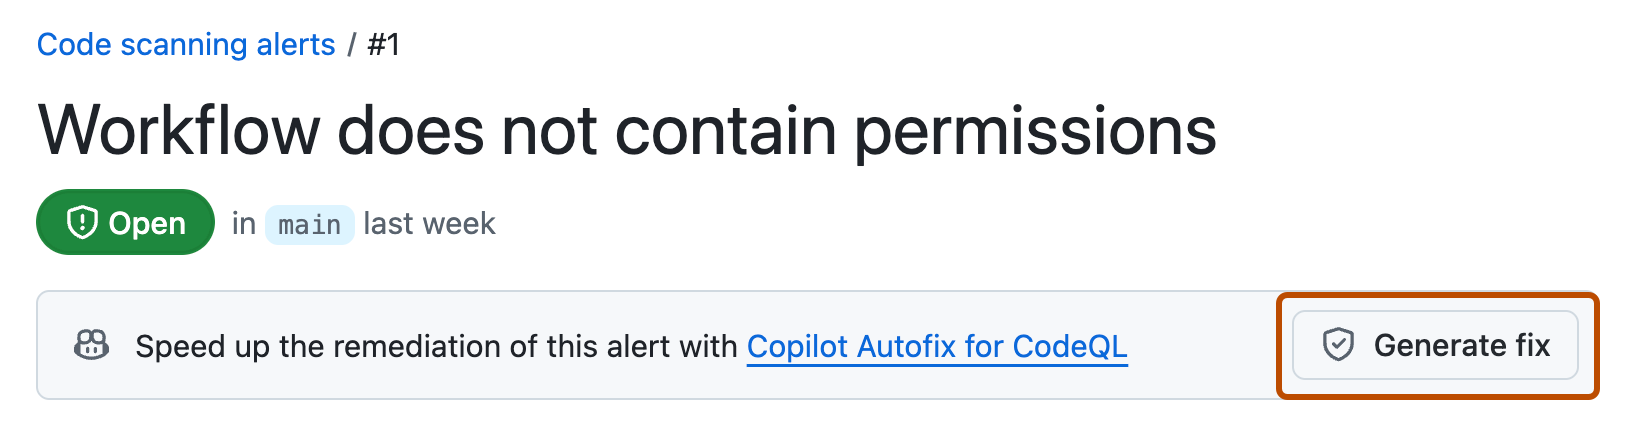 Code scanning alerts / #1
Workflow does not contain permissions
Open in main last week
Speed up the remediation of this alert with Copilot Autofix for CodeQL Generate fix